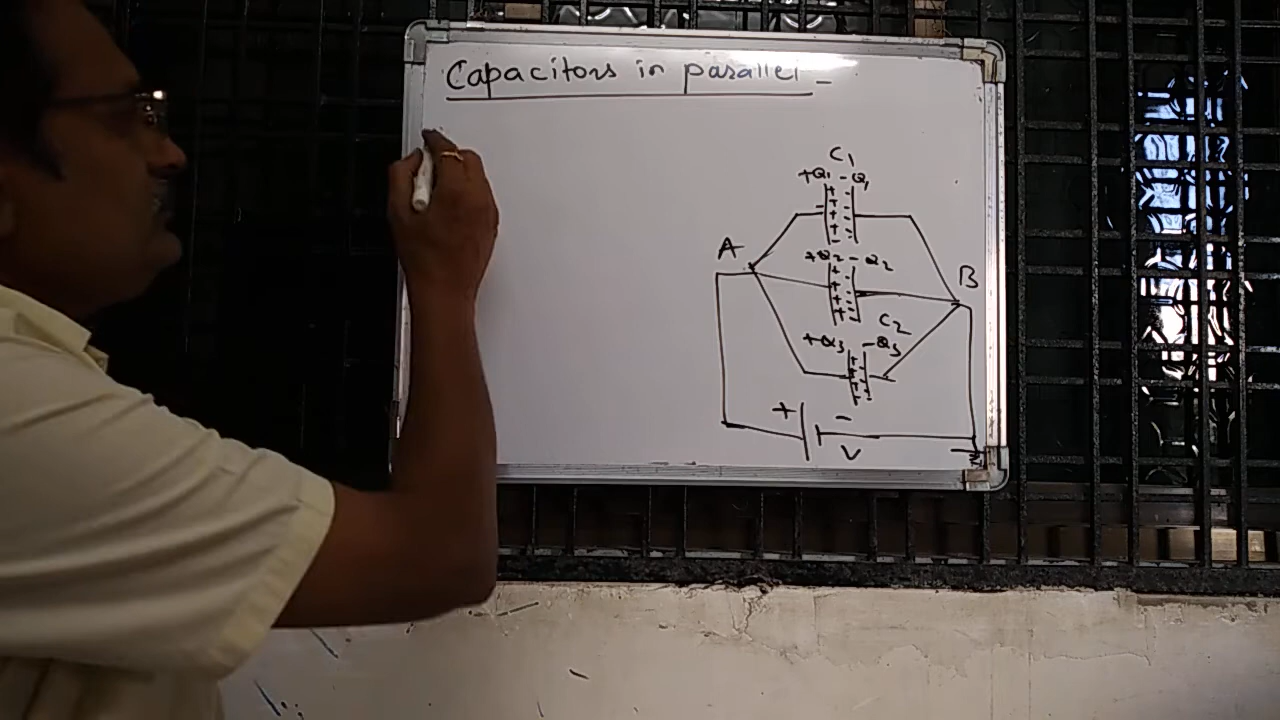 Capacitors in parallel -
C1
+Q1 - Q1
A
+Q2 - Q2
B
C2
+Q3 -Q3
+ -
V